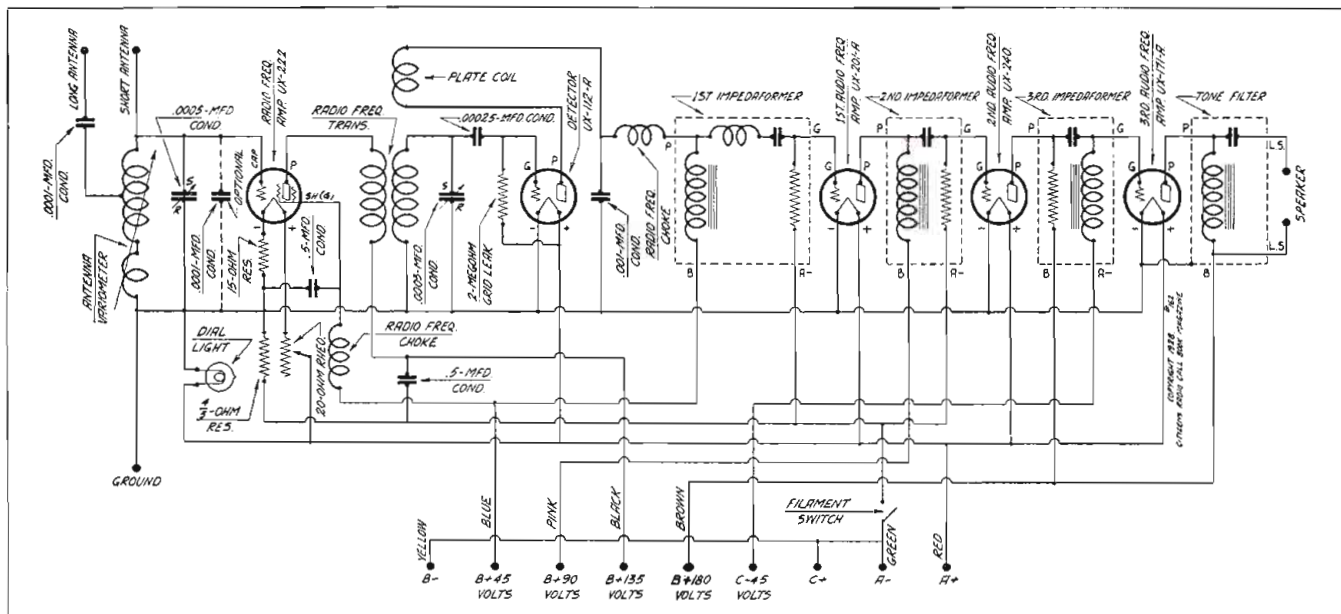 LONG ANTENNA
.0001-MFD.
COND.
SHORT ANTENNA
.0005-MFD
COND.
S
R
.0001-MFD.
COND.
OPTIONAL
ANTENNA
VARIOMETER
GROUND
RADIO FREQ.
AMP. UX-222
CAP
P
SH(G)
-
+
15-OHM
RES.
.5-MFD
COND
DIAL
LIGHT
4/3-OHM
RES.
20-OHM RHEO.
RADIO FREQ.
CHOKE
.5-MFD.
COND.
RADIO FREQ.
TRANS.
PLATE COIL
.00025-MFD COND.
S
R
.0005-MFD.
COND.
2-MEGOHM
GRID LEAK
DETECTOR
UX-112-A
G
P
-
+
.001-MFD.
COND.
RADIO FREQ.
CHOKE
1ST IMPEDAFORMER
P
G
B
A-
1ST. AUDIO FREQ.
AMP. UX-201-A
G
P
-
+
2ND IMPEDAFORMER
P
G
B
A-
2ND AUDIO FREQ
AMP. UX-240.
G
P
-
+
3RD. IMPEDAFORMER
P
G
B
A-
3RD AUDIO FREQ.
AMP. UX-171-A
G
P
-
+
TONE FILTER
P
B
L.S.
L.S.
SPEAKER
COPYRIGHT 1928
CITIZENS RADIO CALL BOOK MAGAZINE
FILAMENT
SWITCH
YELLOW
BLUE
PINK
BLACK
BROWN
GREEN
RED
B-
B+45
VOLTS
B+90
VOLTS
B+135
VOLTS
B+180
VOLTS
C-45
VOLTS
C+
A-
A+